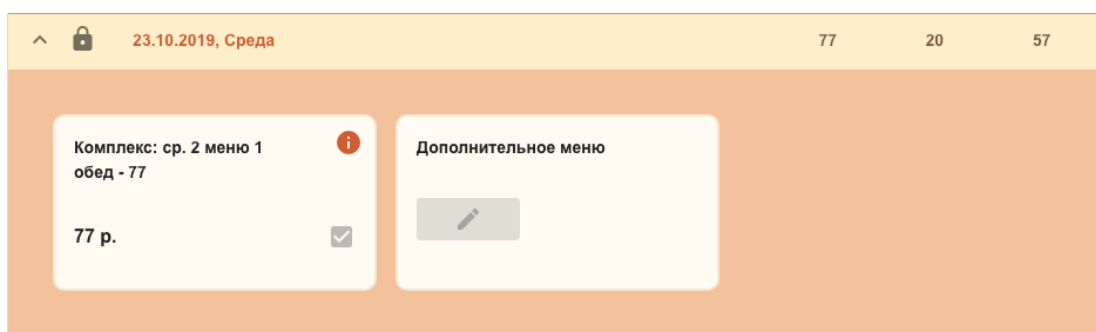 23.10.2019, Среда 77 20 57
Комплекс: ср. 2 меню 1
обед - 77
77 р.
Дополнительное меню